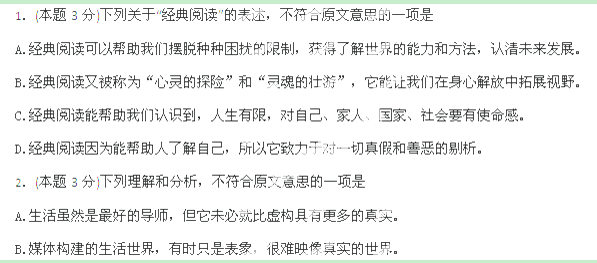 1. (本题 3 分)下列关于“经典阅读”的表述，不符合原文意思的一项是
A.经典阅读可以帮助我们摆脱种种困扰的限制，获得了解世界的能力和方法，认清未来发展。
B.经典阅读又被称为“心灵的探险”和“灵魂的壮游”，它能让我们在身心解放中拓展视野。
C.经典阅读能帮助我们认识到，人生有限，对自己、家人、国家、社会要有使命感。
D.经典阅读因为能帮助人了解自己，所以它致力于对一切真假和善恶的剔析。
2. (本题 3 分)下列理解和分析，不符合原文意思的一项是
A.生活虽然是最好的导师，但它未必就比虚构具有更多的真实。
B.媒体构建的生活世界，有时只是表象，很难映像真实的世界。